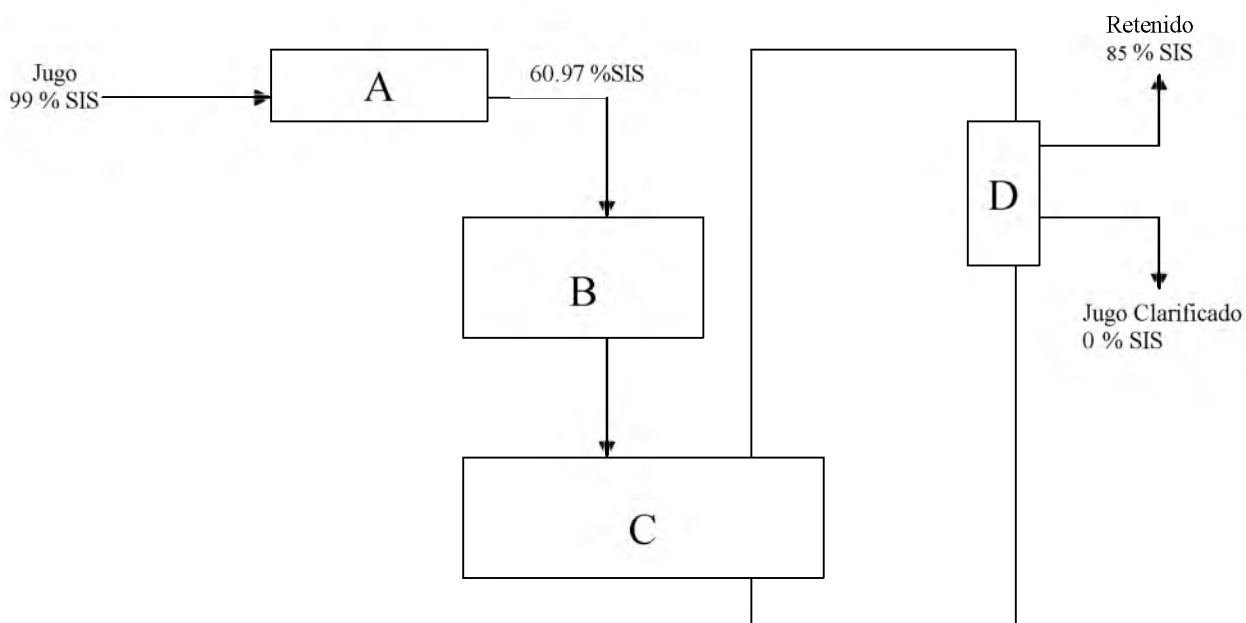 Jugo
99 % SIS
A
60.97 %SIS
B
C
D
Retenido
85 % SIS
Jugo Clarificado
0 % SIS